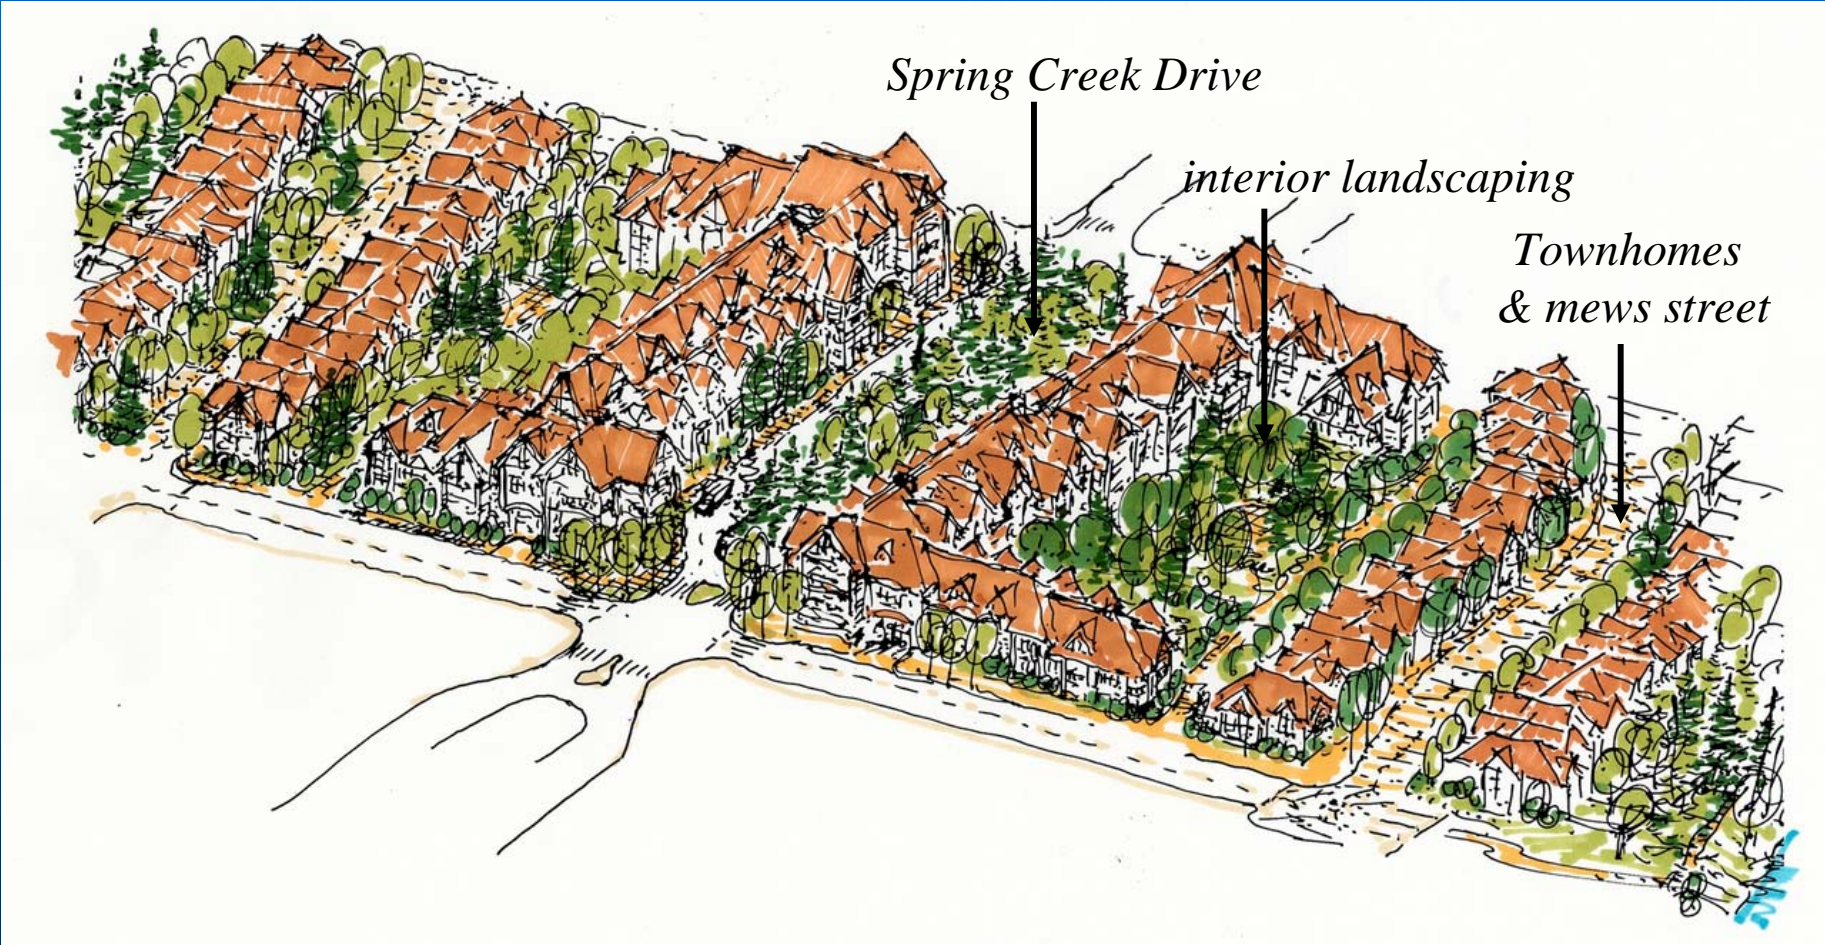 Spring Creek Drive
interior landscaping
Townhomes
& mews street